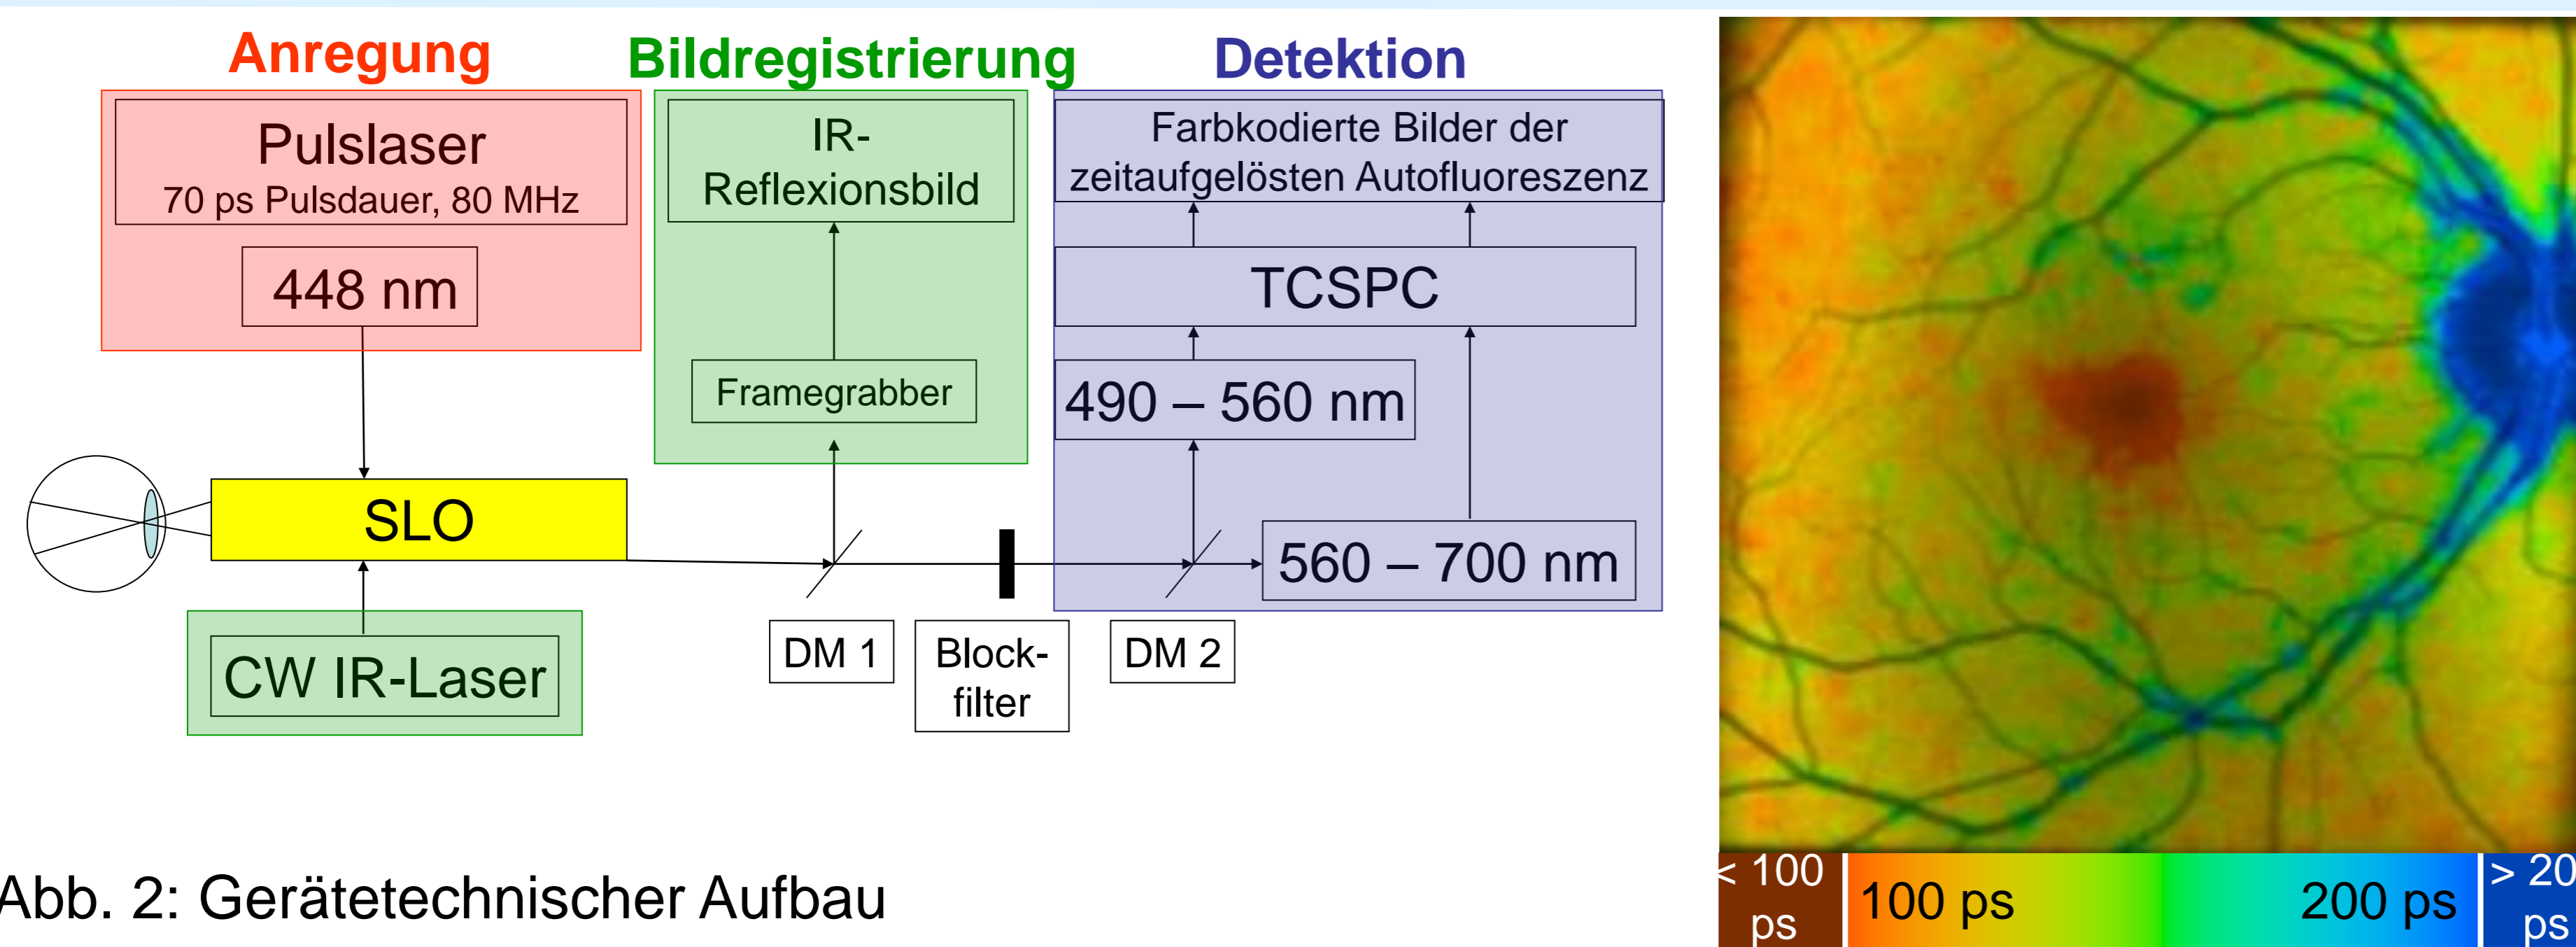 Anregung
Bildregistrierung
Detektion
Pulslaser
70 ps Pulsdauer, 80 MHz
448 nm
IR-
Reflexionsbild
Framegrabber
Farbkodierte Bilder der
zeitaufgelösten Autofluoreszenz
TCSPC
490 – 560 nm
560 – 700 nm
SLO
CW IR-Laser
DM 1
Block-
filter
DM 2
Abb. 2: Gerätetechnischer Aufbau
< 100
ps
100 ps
200 ps
> 20
ps